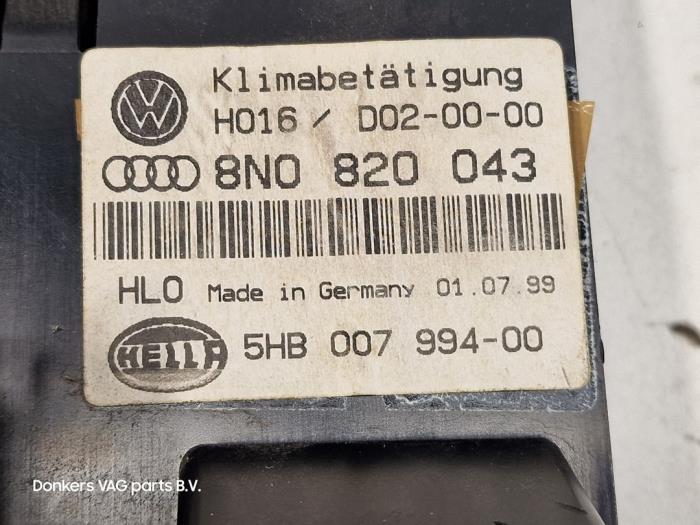 Klimabetätigung
H016 / D02-00-00
8N0 820 043
HLO Made in Germany 01.07.99
HELLA 5HB 007 994-00
Donkers VAG parts B.V.